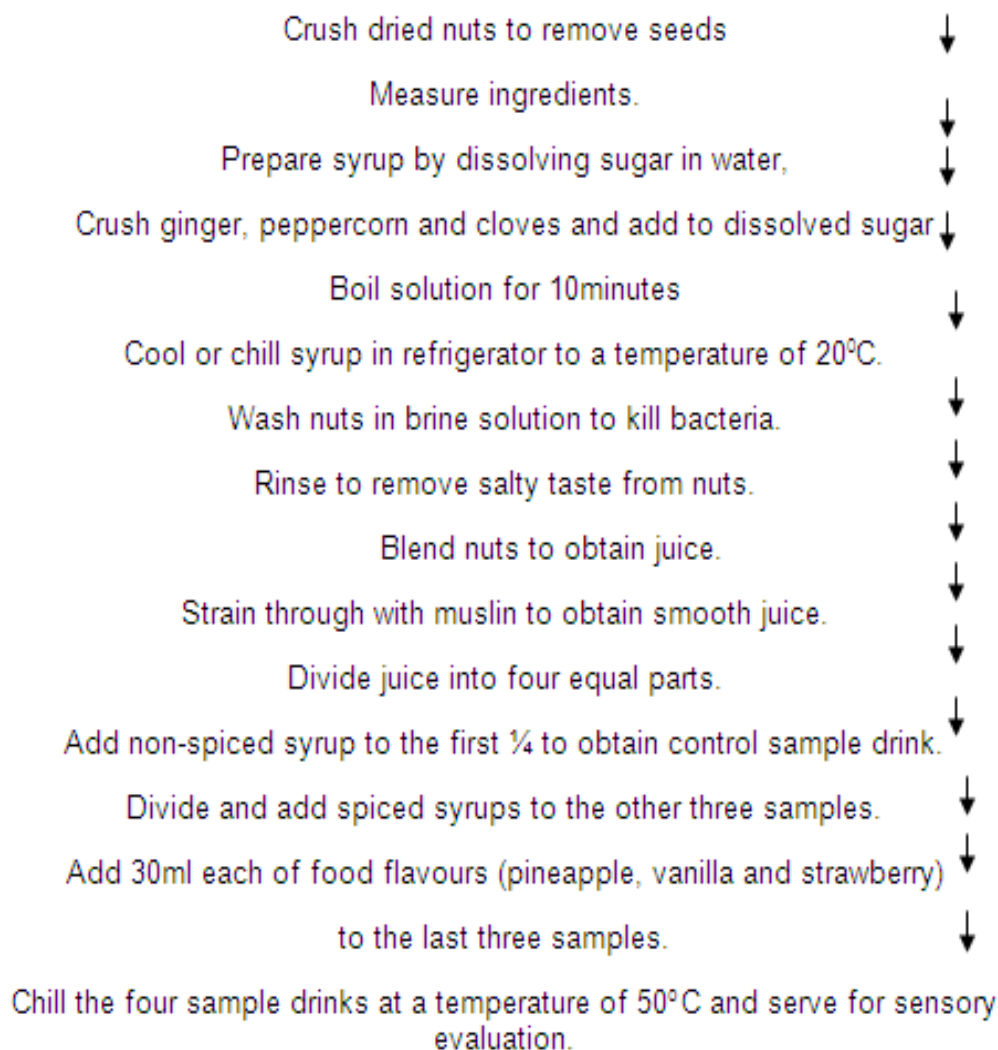 Crush dried nuts to remove seeds
Measure ingredients.
Prepare syrup by dissolving sugar in water,
Crush ginger, peppercorn and cloves and add to dissolved sugar
Boil solution for 10minutes
Cool or chill syrup in refrigerator to a temperature of 20⁰C.
Wash nuts in brine solution to kill bacteria.
Rinse to remove salty taste from nuts.
Blend nuts to obtain juice.
Strain through with muslin to obtain smooth juice.
Divide juice into four equal parts.
Add non-spiced syrup to the first ¼ to obtain control sample drink.
Divide and add spiced syrups to the other three samples.
Add 30ml each of food flavours (pineapple, vanilla and strawberry)
to the last three samples.
Chill the four sample drinks at a temperature of 50⁰C and serve for sensory
evaluation.